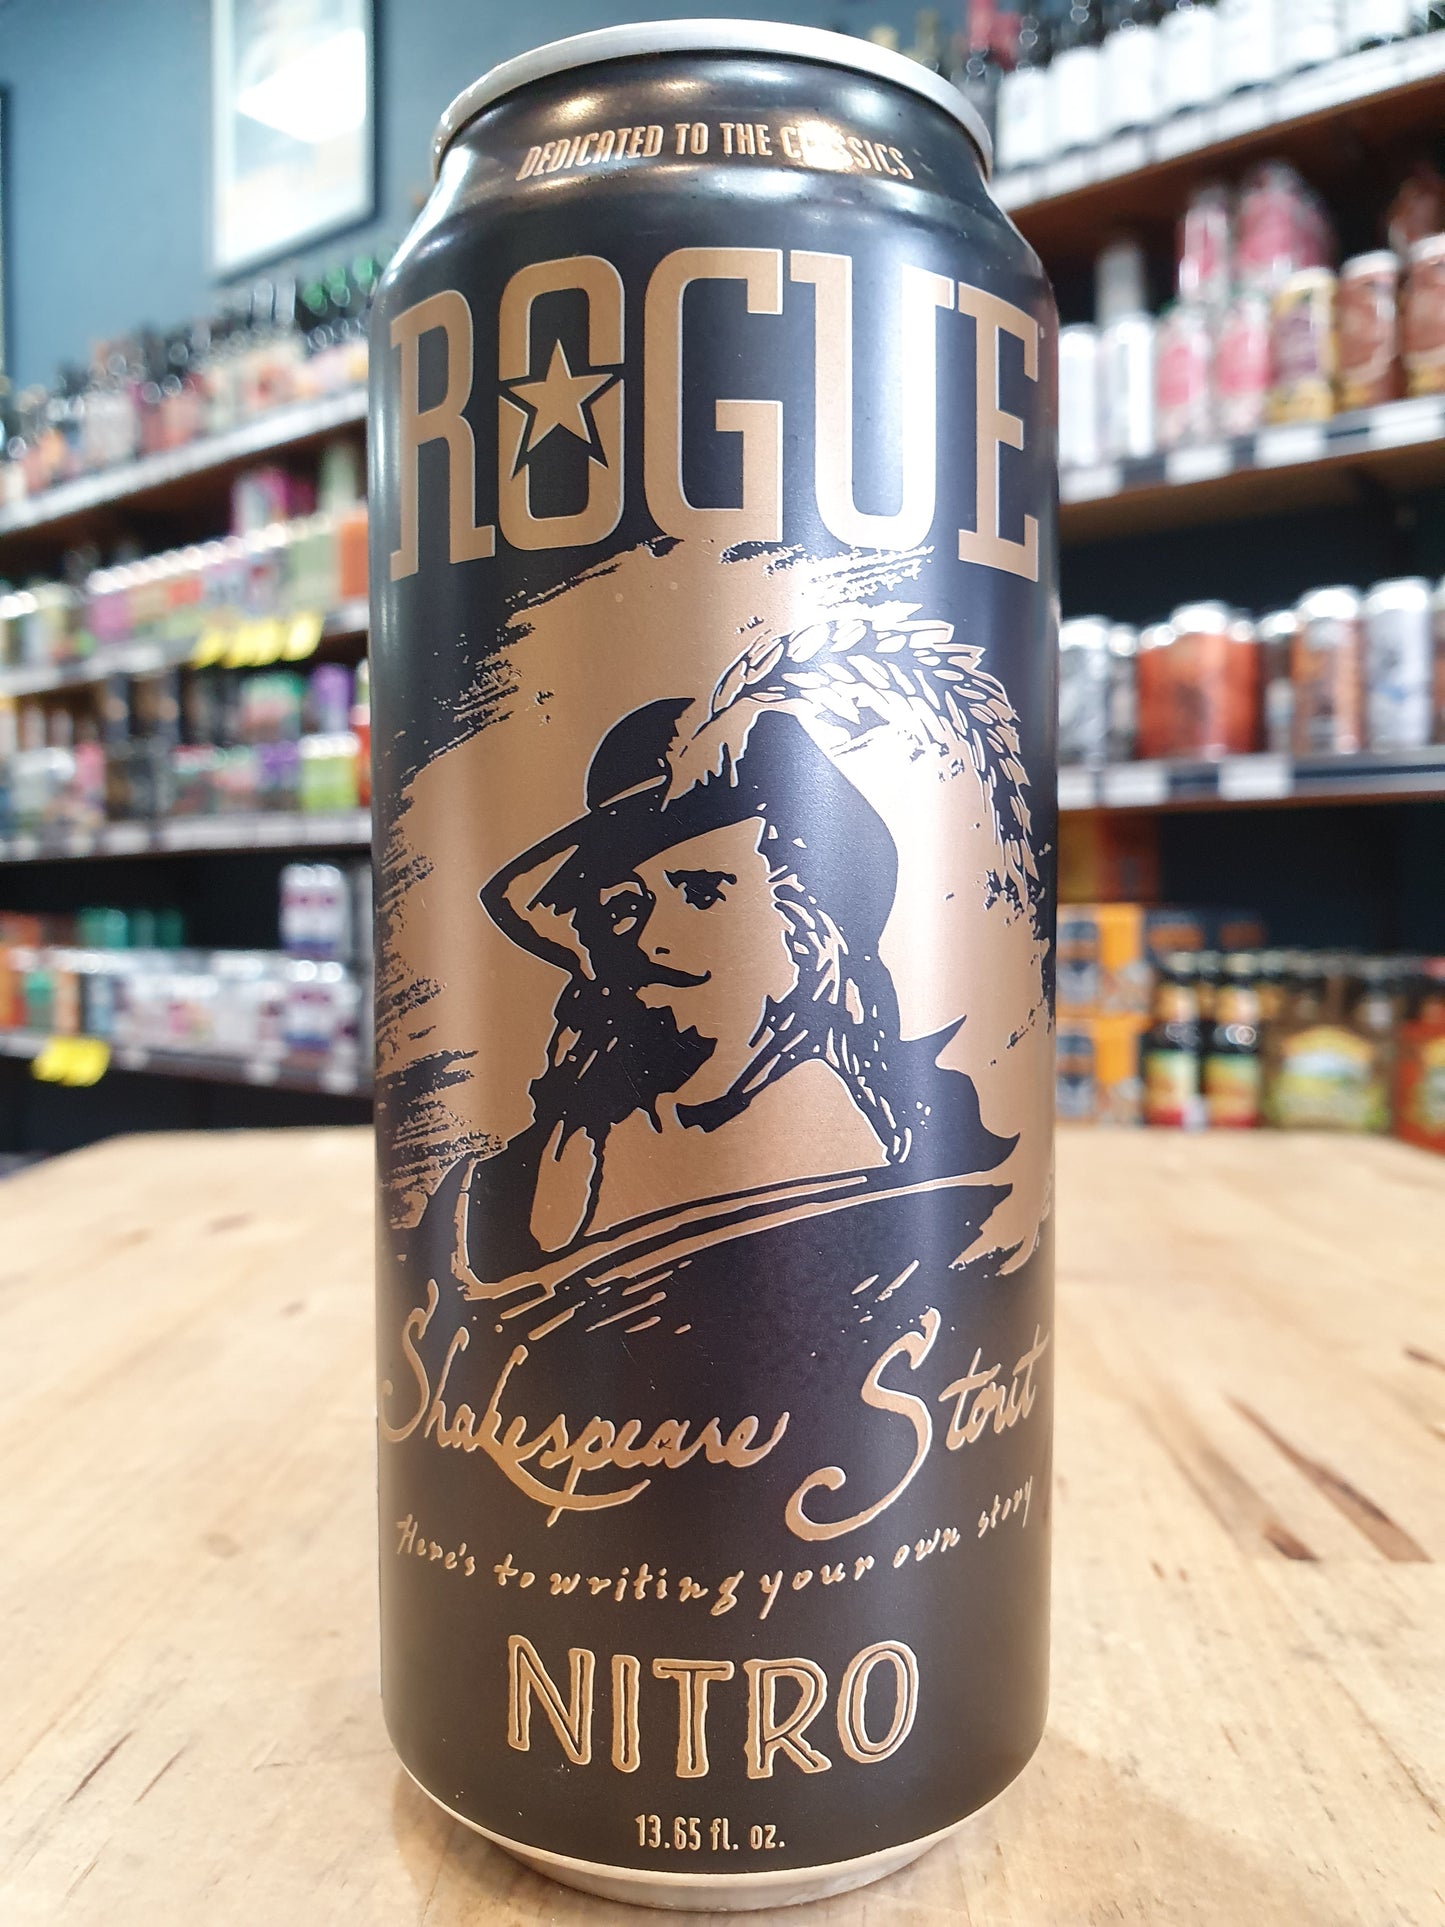 DEDICATED TO THE CLASSICS
ROGUE
Shakespeare Stout
Here's to writing your own story
NITRO
13.65 fl. oz.